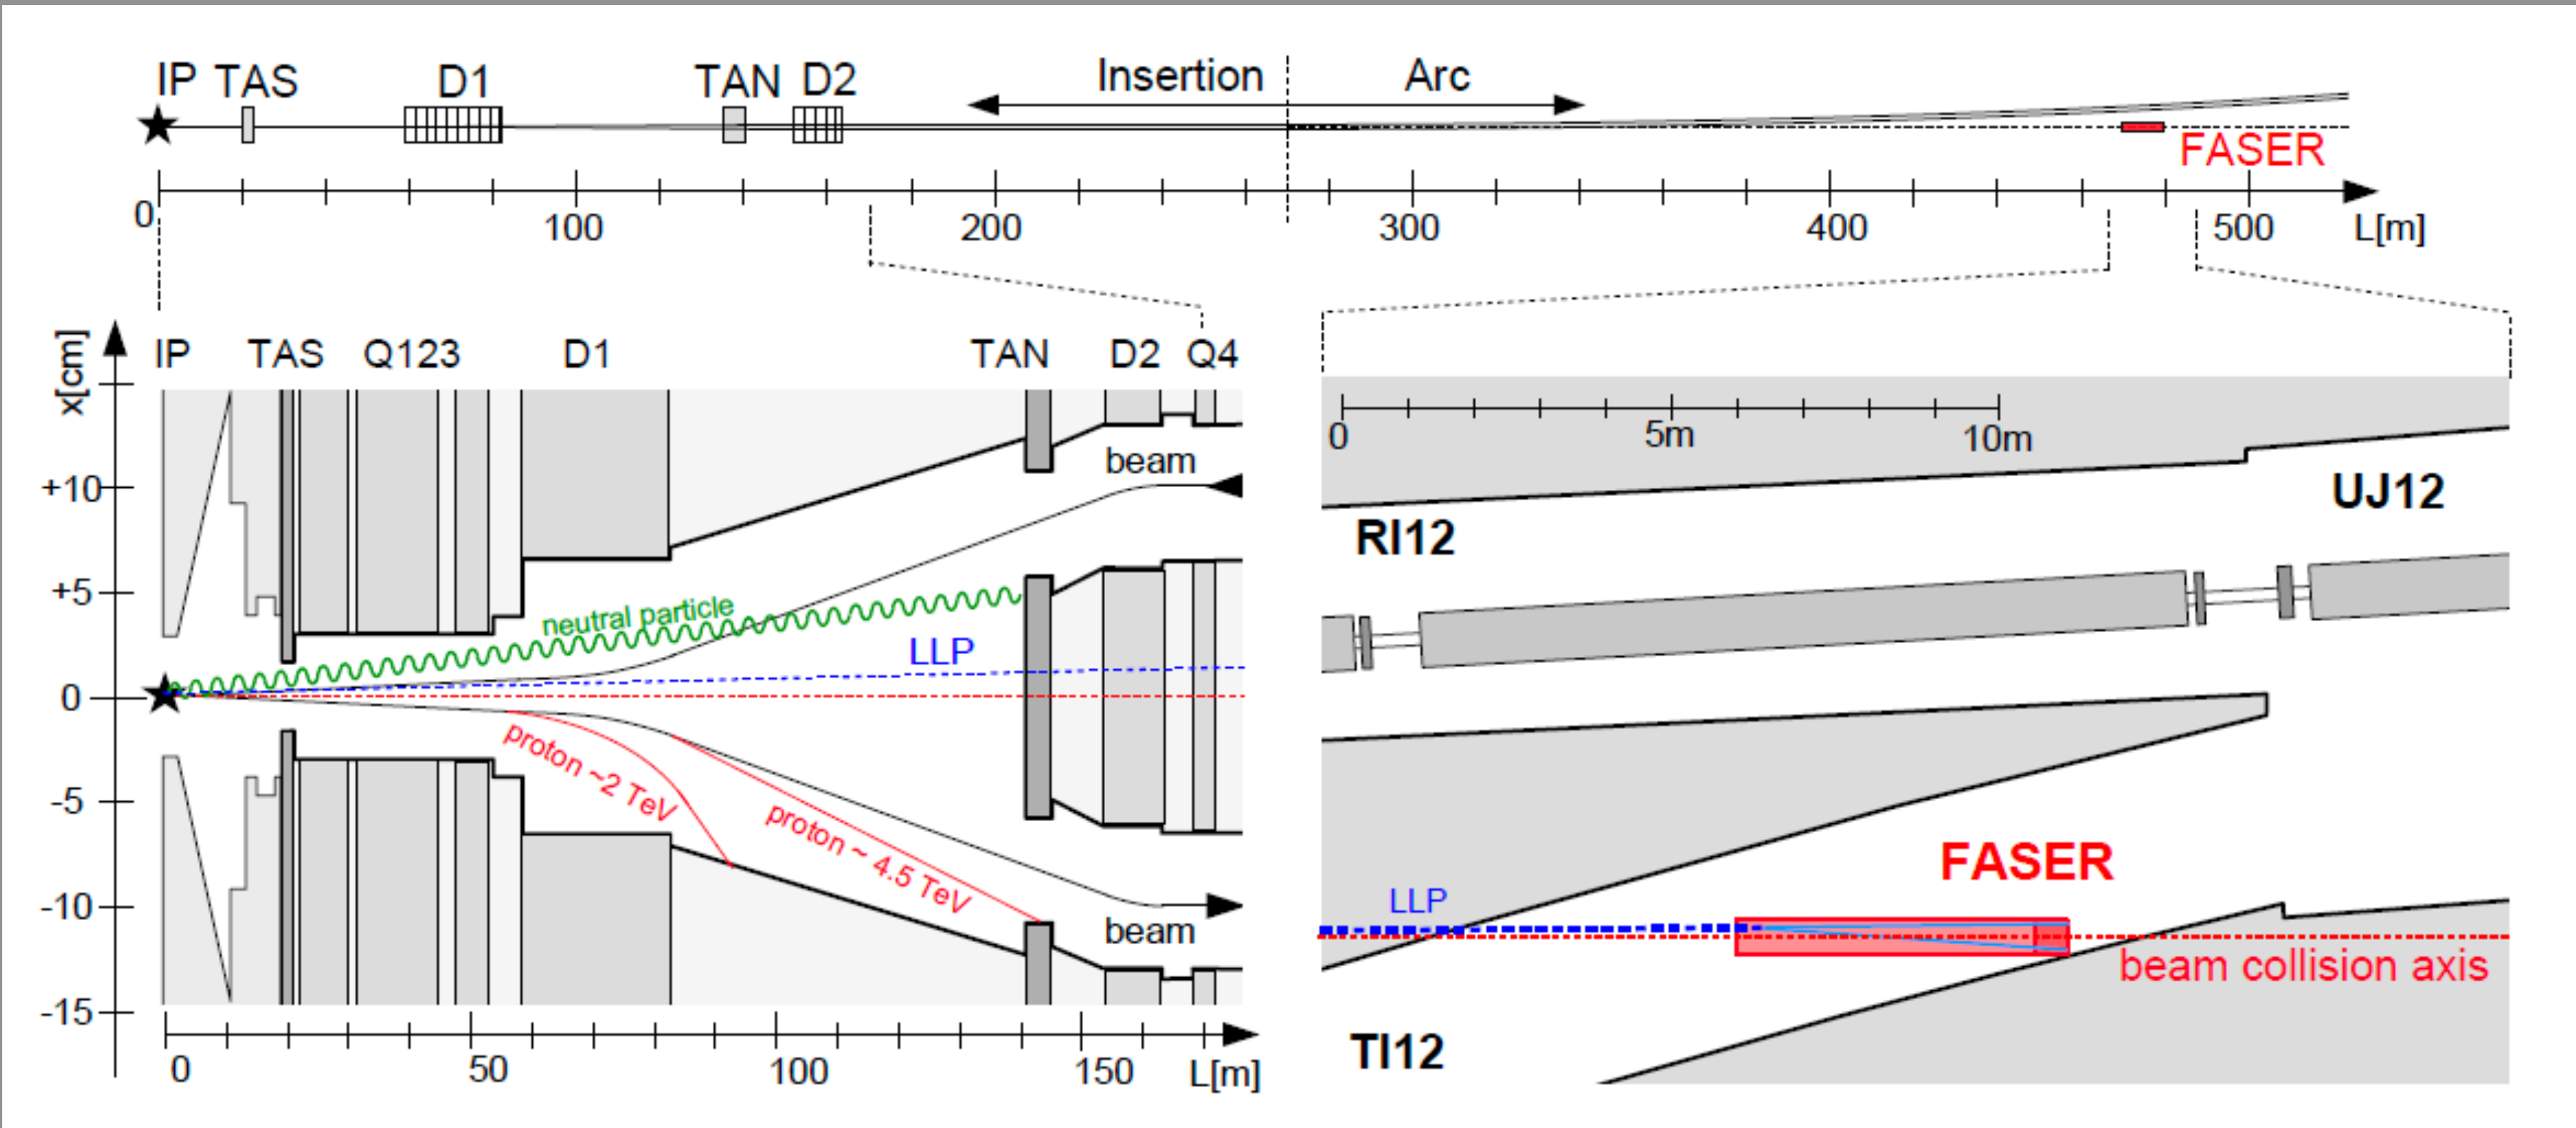 IP TAS D1 TAN D2 Insertion Arc
FASER
0 100 200 300 400 500 L[m]
x[cm]
IP TAS Q123 D1 TAN D2 Q4
+10
+5
0
-5
-10
-15
beam
neutral particle
LLP
proton ~2 TeV
proton ~ 4.5 TeV
beam
0 50 100 150 L[m]
0 5m 10m
UJ12
RI12
FASER
LLP
beam collision axis
TI12